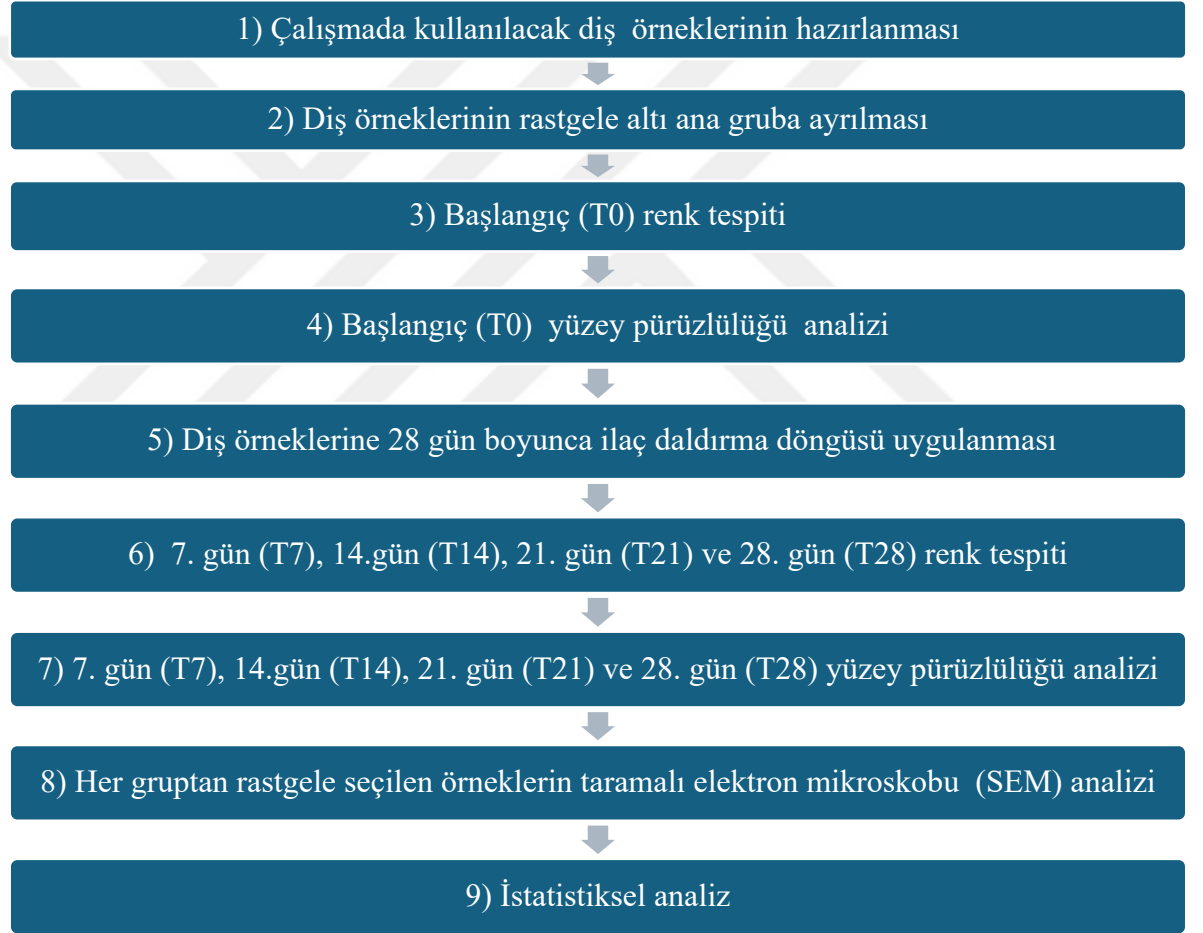 1) Çalışmada kullanılacak diş örneklerinin hazırlanması
2) Diş örneklerinin rastgele altı ana gruba ayrılması
3) Başlangıç (T0) renk tespiti
4) Başlangıç (T0) yüzey pürüzlülüğü analizi
5) Diş örneklerine 28 gün boyunca ilaç daldırma döngüsü uygulanması
6) 7. gün (T7), 14.gün (T14), 21. gün (T21) ve 28. gün (T28) renk tespiti
7) 7. gün (T7), 14.gün (T14), 21. gün (T21) ve 28. gün (T28) yüzey pürüzlülüğü analizi
8) Her gruptan rastgele seçilen örneklerin taramalı elektron mikroskobu (SEM) analizi
9) İstatistiksel analiz